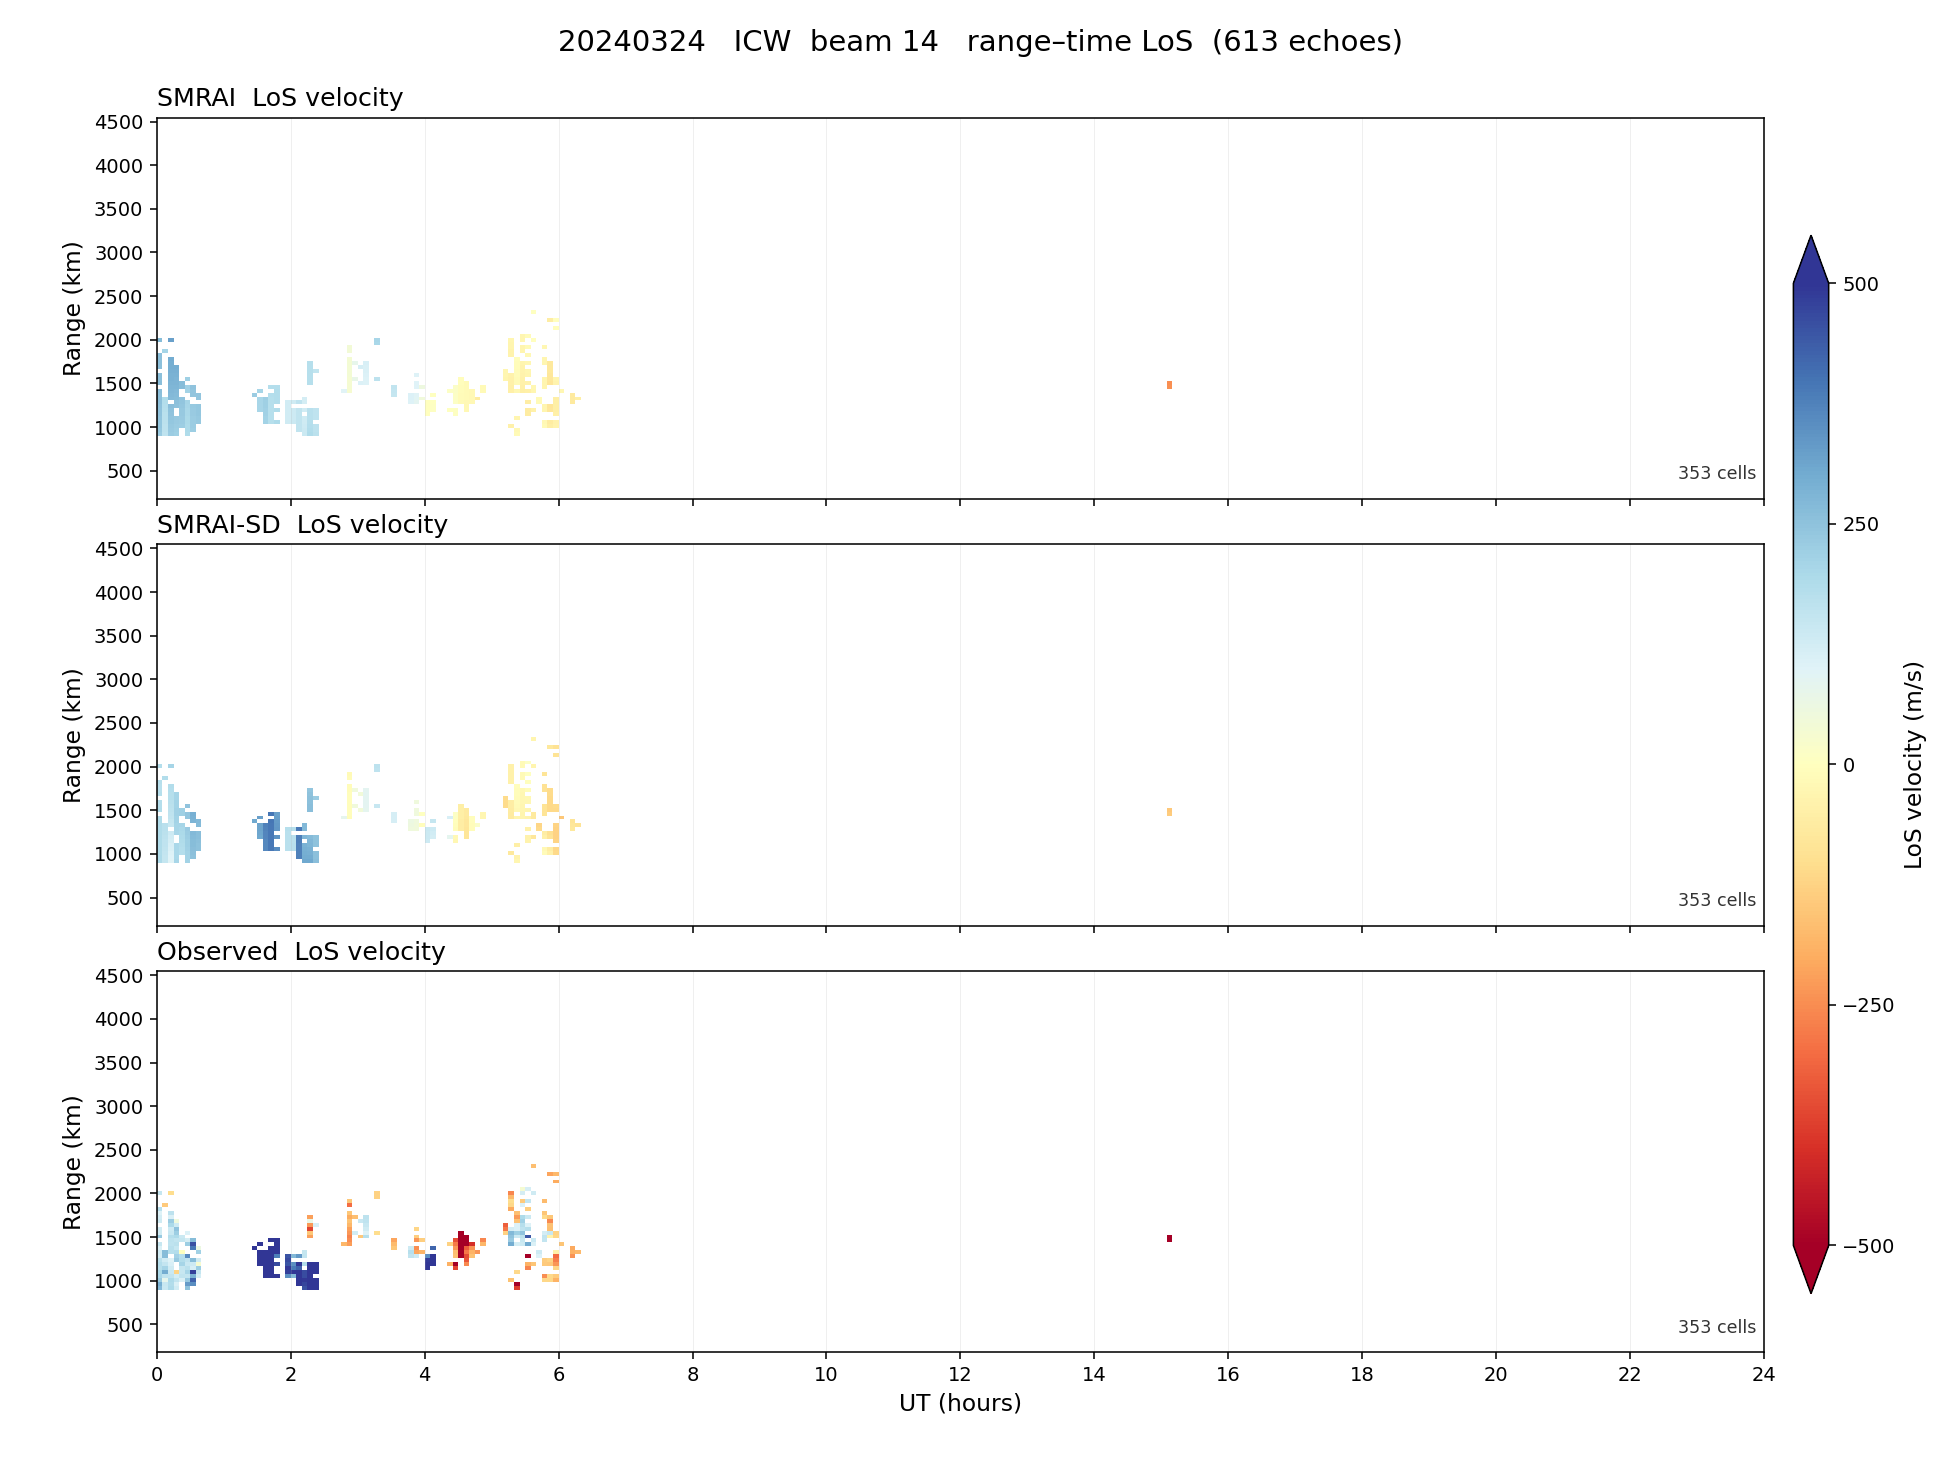 20240324   ICW  beam 14   range–time LoS  (613 echoes)
SMRAI  LoS velocity
4500
4000
3500
3000
2500
2000
1500
1000
500
Range (km)
353 cells
SMRAI-SD  LoS velocity
4500
4000
3500
3000
2500
2000
1500
1000
500
Range (km)
353 cells
Observed  LoS velocity
4500
4000
3500
3000
2500
2000
1500
1000
500
Range (km)
353 cells
0 2 4 6 8 10 12 14 16 18 20 22 24
UT (hours)
500
250
0
−250
−500
LoS velocity (m/s)